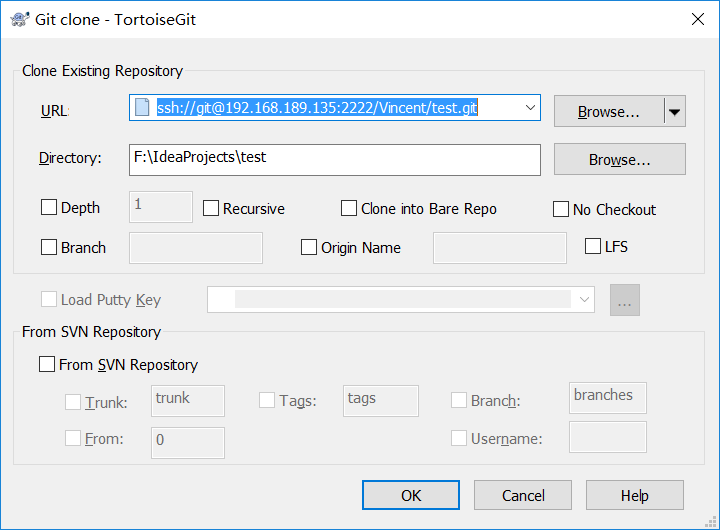 Git clone - TortoiseGit
Clone Existing Repository
URL:
ssh://git@192.168.189.135:2222/Vincent/test.git
Browse...
Directory:
F:\IdeaProjects\test
Browse...
Depth
1
Recursive
Clone into Bare Repo
No Checkout
Branch
Origin Name
LFS
Load Putty Key
...
From SVN Repository
From SVN Repository
Trunk:
trunk
Tags:
tags
Branch:
branches
From:
0
Username:
OK
Cancel
Help